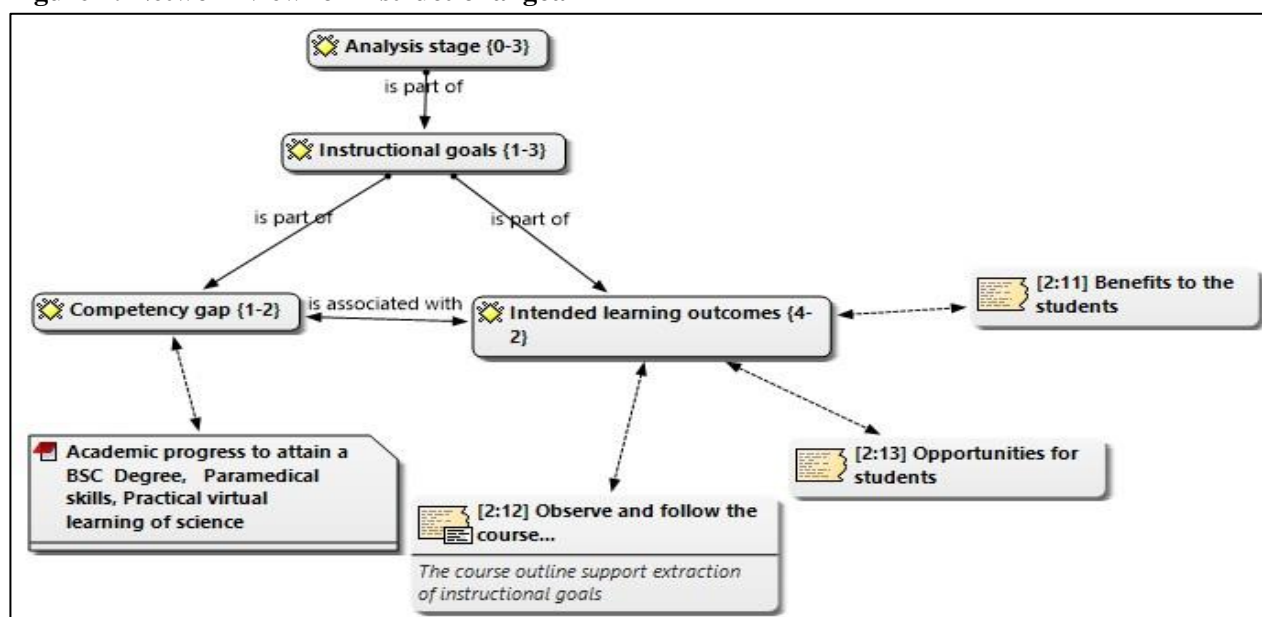 Analysis stage {0-3}
is part of
Instructional goals {1-3}
is part of
is part of
[2:11] Benefits to the
students
Competency gap {1-2}
is associated with
Intended learning outcomes {4-
2}
Academic progress to attain a
BSC Degree, Paramedical
skills, Practical virtual
learning of science
[2:13] Opportunities for
students
[2:12] Observe and follow the
course...
The course outline support extraction
of instructional goals